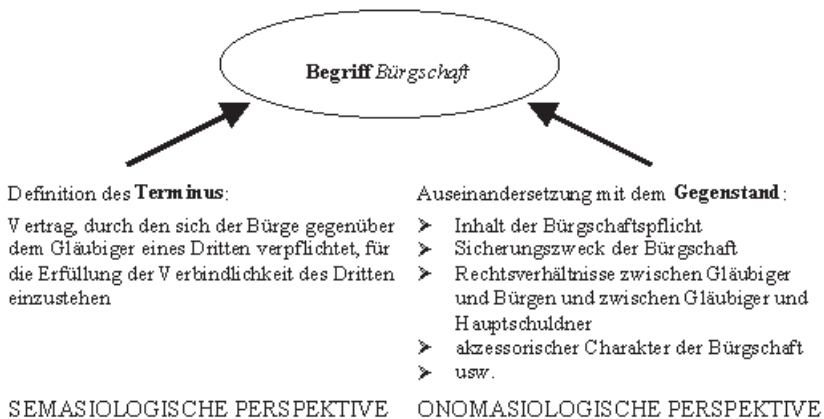 Begriff Bürgschaft
Definition des Terminus:
Vertrag, durch den sich der Bürge gegenüber
dem Gläubiger eines Dritten verpflichtet, für
die Erfüllung der Verbindlichkeit des Dritten
einzustehen
SEMASIOLOGISCHE PERSPEKTIVE
Auseinandersetzung mit dem Gegenstand:
➢ Inhalt der Bürgschaftspflicht
➢ Sicherungszweck der Bürgschaft
➢ Rechtsverhältnisse zwischen Gläubiger
und Bürgen und zwischen Gläubiger und
Hauptschuldner
➢ akzessorischer Charakter der Bürgschaft
➢ usw.
ONOMASIOLOGISCHE PERSPEKTIVE